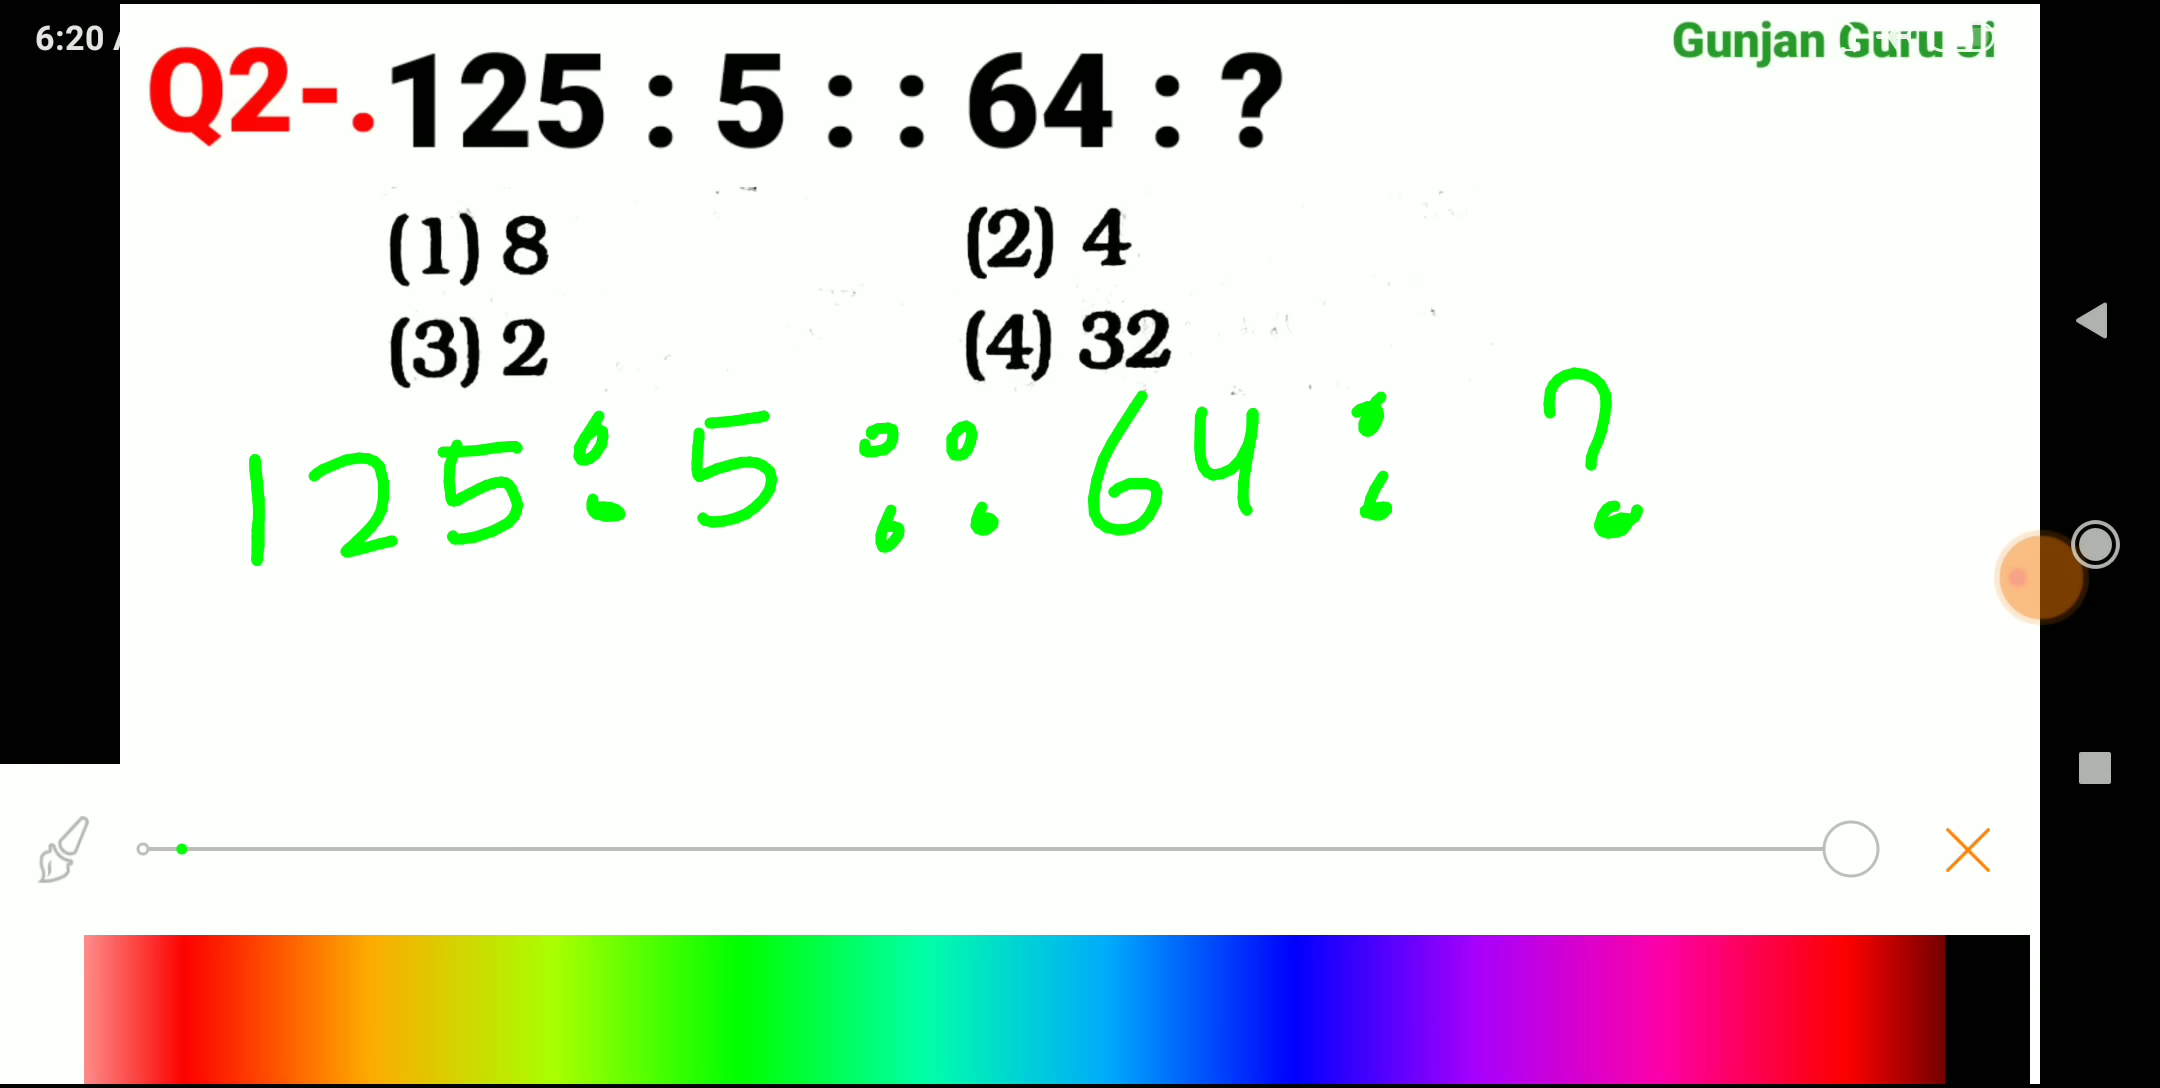 6:20
Gunjan Guru Ji
Q2-. 125 : 5 : : 64 : ?
(1) 8 (2) 4
(3) 2 (4) 32
125 : 5 : : 64 : ?